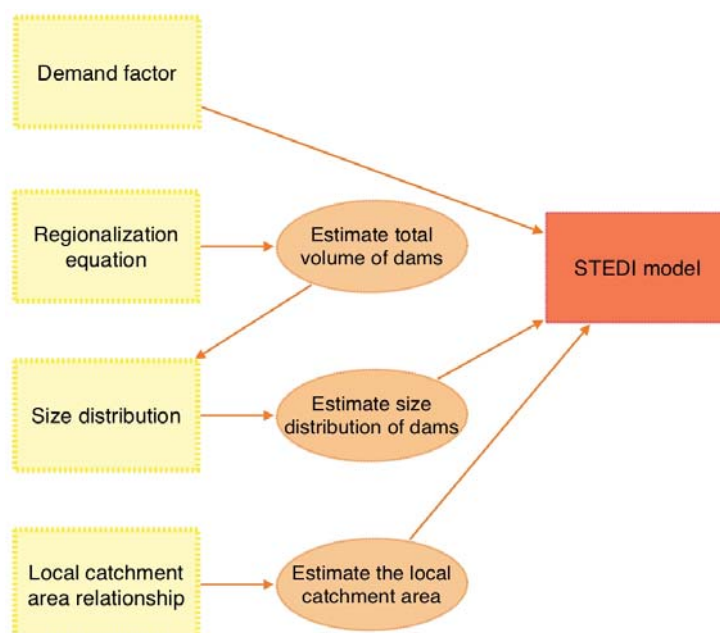 Demand factor
Regionalization
equation
Estimate total
volume of dams
STEDI model
Size distribution
Estimate size
distribution of dams
Local catchment
area relationship
Estimate the local
catchment area